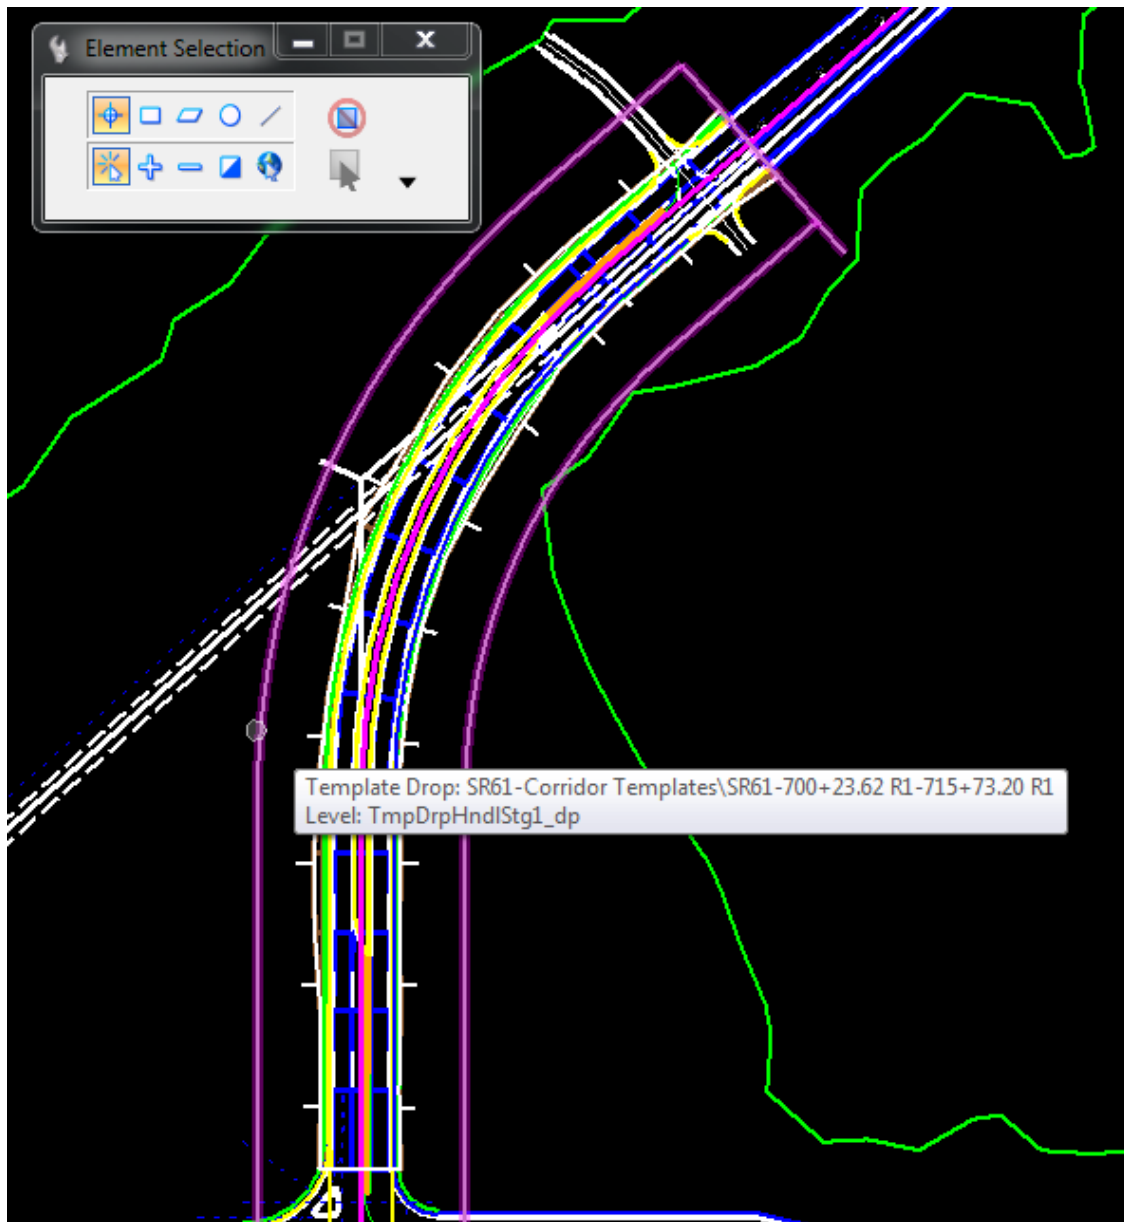 Element Selection
Template Drop: SR61-Corridor Templates\SR61-700+23.62 R1-715+73.20 R1
Level: TmpDrpHndlStg1_dp